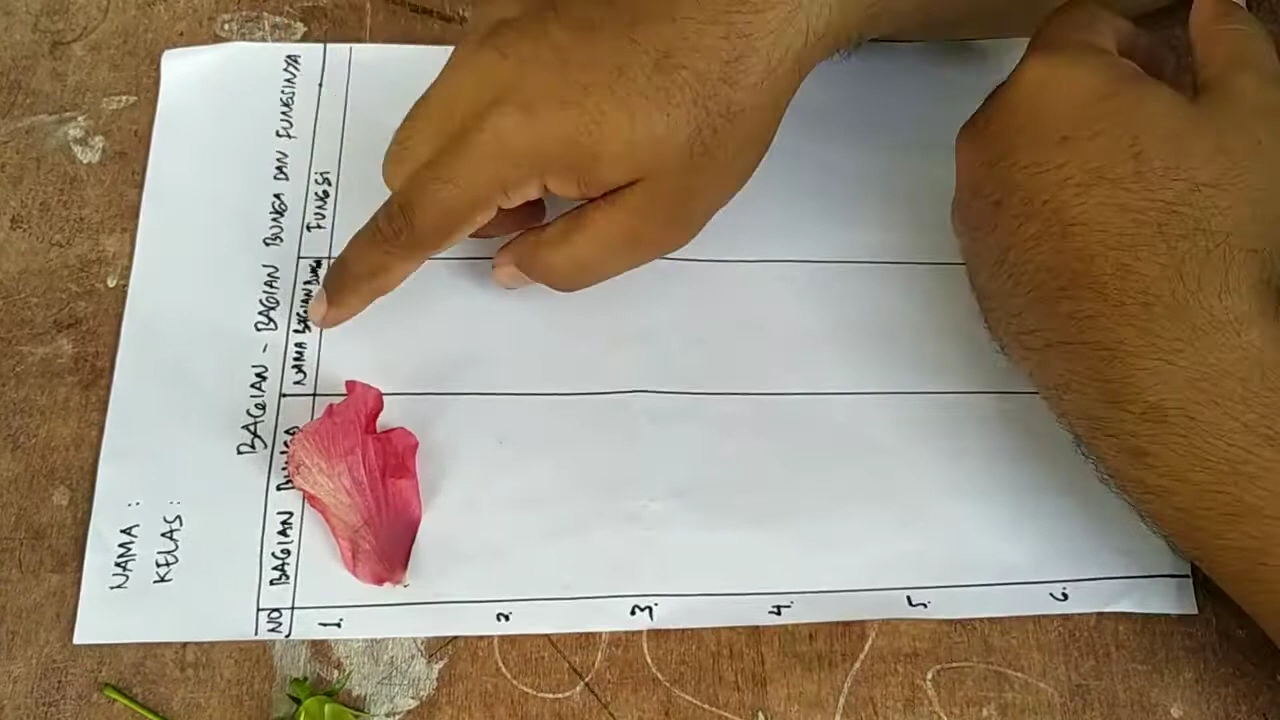 NAMA :
KELAS :
BAGIAN - BAGIAN BUNGA DAN FUNGSINYA
NO BAGIAN BUNGA NAMA BAGIAN BUNGA FUNGSi
1.
2.
3.
4.
5.
6.